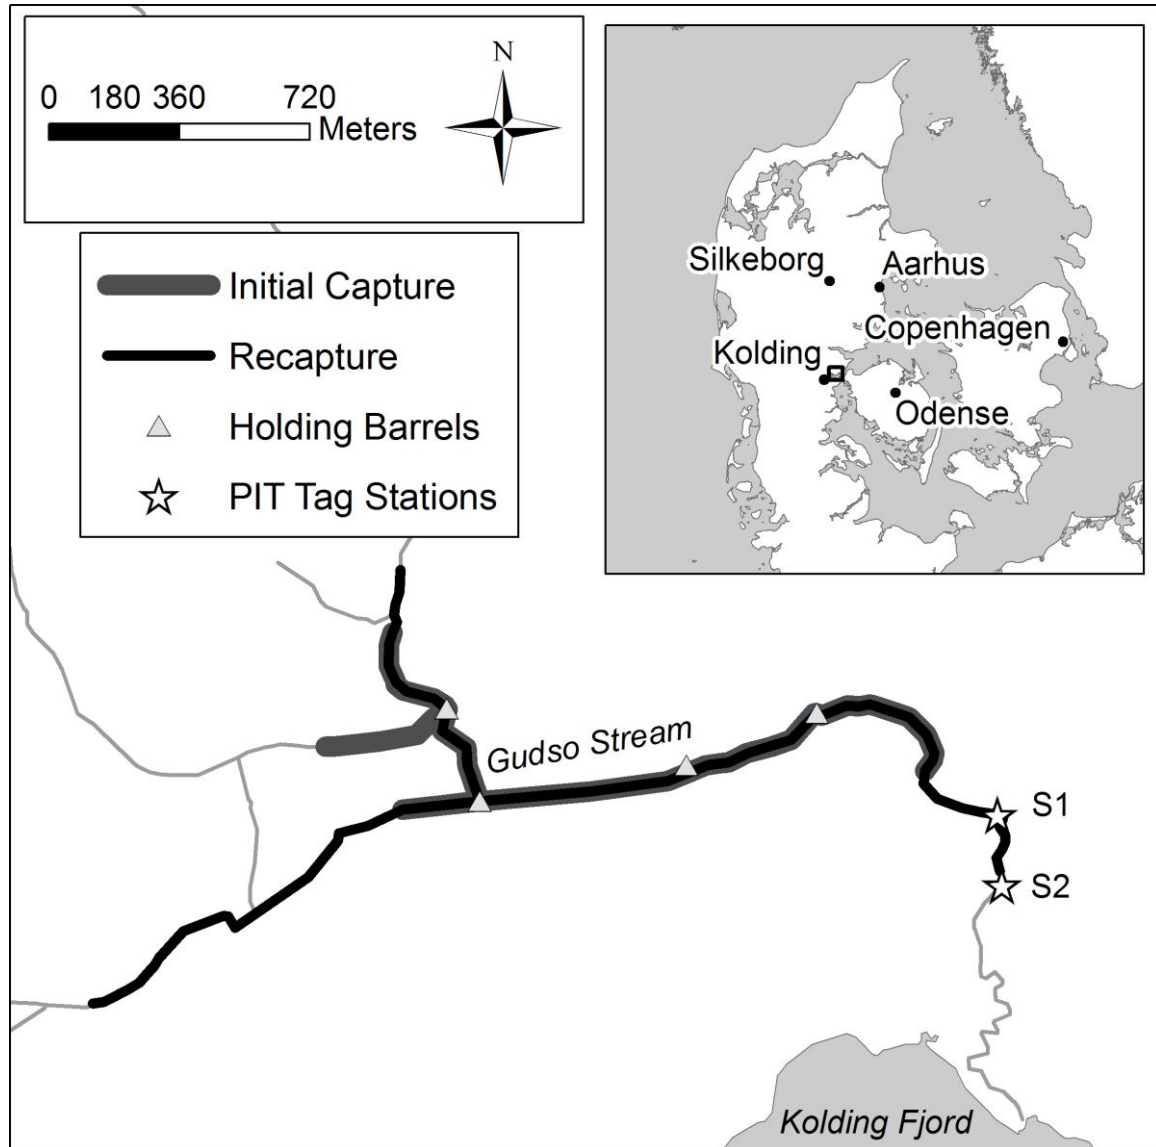 N
0 180 360 720
Meters
Initial Capture
Recapture
Holding Barrels
PIT Tag Stations
Silkeborg
Aarhus
Copenhagen
Kolding
Odense
Gudso Stream
S1
S2
Kolding Fjord